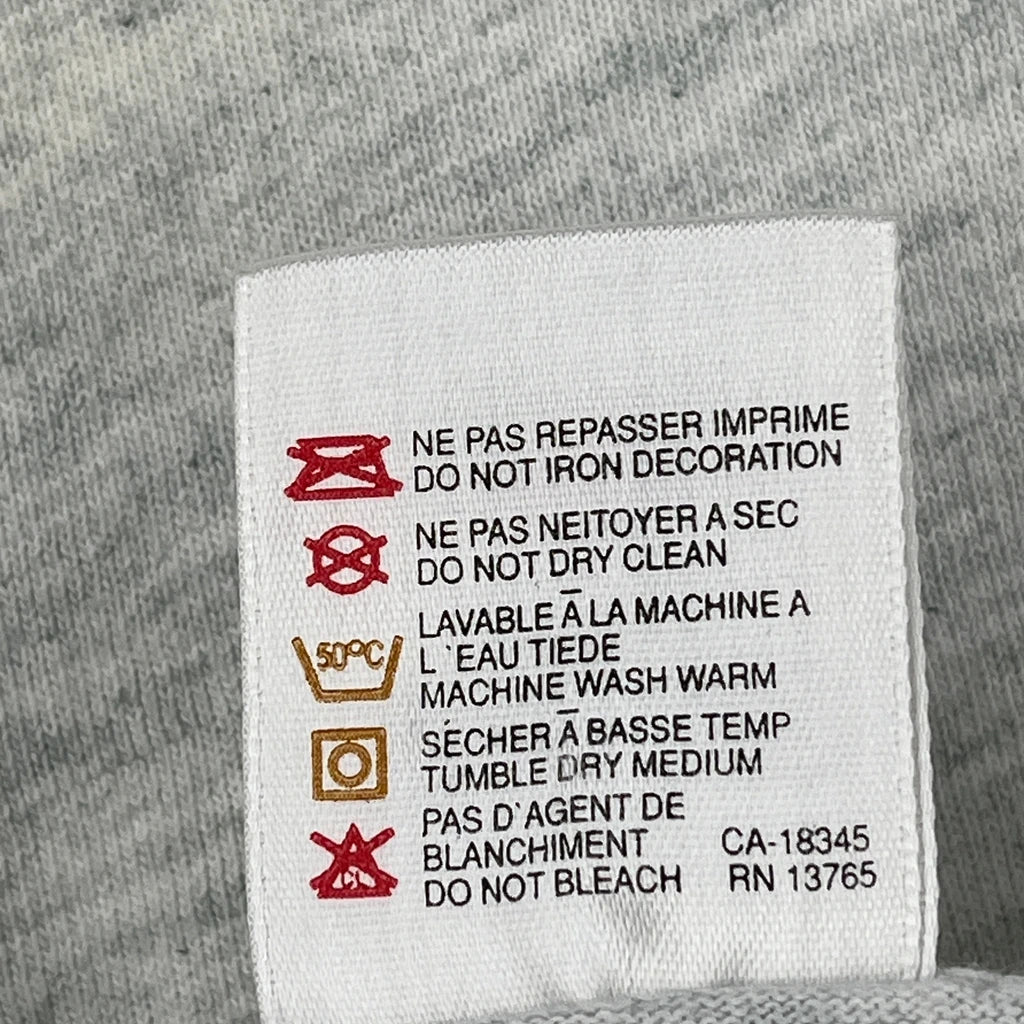 NE PAS REPASSER IMPRIME
DO NOT IRON DECORATION
NE PAS NEITOYER A SEC
DO NOT DRY CLEAN
LAVABLE Ā LA MACHINE A
50°C
L`EAU TIEDE
MACHINE WASH WARM
SÉCHER Ā BASSE TEMP
TUMBLE DRY MEDIUM
PAS D`AGENT DE
BLANCHIMENT
CL
DO NOT BLEACH
CA-18345
RN 13765